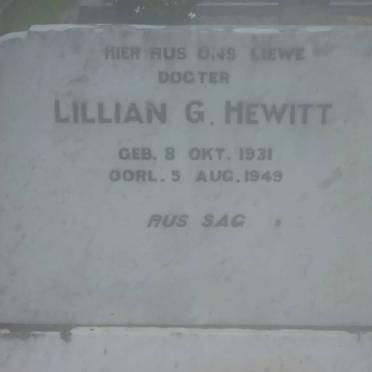 HIER RUS ONS LIEWE
DOGTER
LILLIAN G. HEWITT
GEB. 8 OKT. 1931
OORL. 5 AUG. 1949
RUS SAG